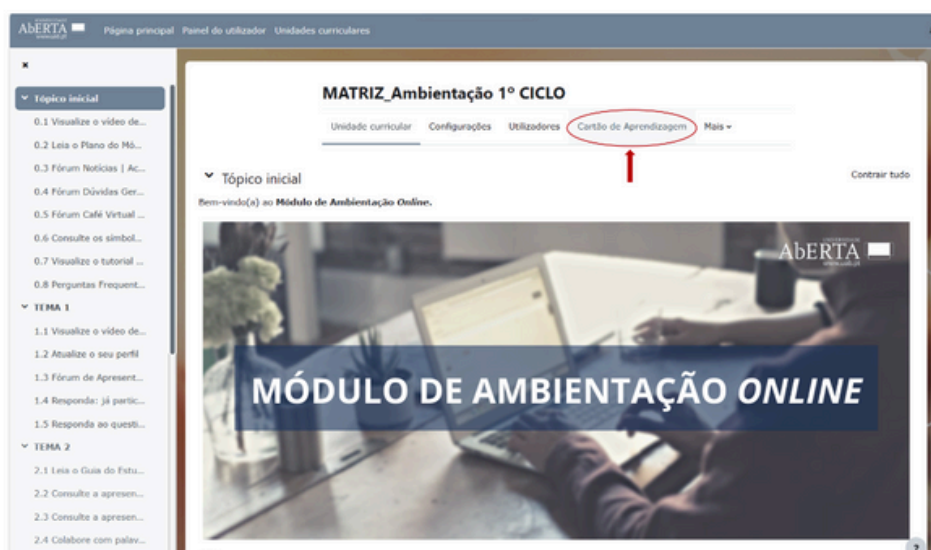 AbERTA
www.uab.pt
Página principal Painel do utilizador Unidades curriculares
Tópico inicial
0.1 Visualize o vídeo de...
0.2 Leia o Plano do Mó...
0.3 Fórum Notícias | Ac...
0.4 Fórum Dúvidas Ger...
0.5 Fórum Café Virtual ...
0.6 Consulte os símbol...
0.7 Visualize o tutorial ...
0.8 Perguntas Frequent...
TEMA 1
1.1 Visualize o vídeo de...
1.2 Atualize o seu perfil
1.3 Fórum de Apresent...
1.4 Responda: já partic...
1.5 Responda ao questi...
TEMA 2
2.1 Leia o Guia do Estu...
2.2 Consulte a apresen...
2.3 Consulte a apresen...
2.4 Colabore com palav...
MATRIZ_Ambientação 1º CICLO
Unidade curricular Configurações Utilizadores Cartão de Aprendizagem Mais
Tópico inicial
Contrair tudo
Bem-vindo(a) ao Módulo de Ambientação Online.
AbERTA
www.uab.pt
MÓDULO DE AMBIENTAÇÃO ONLINE
?